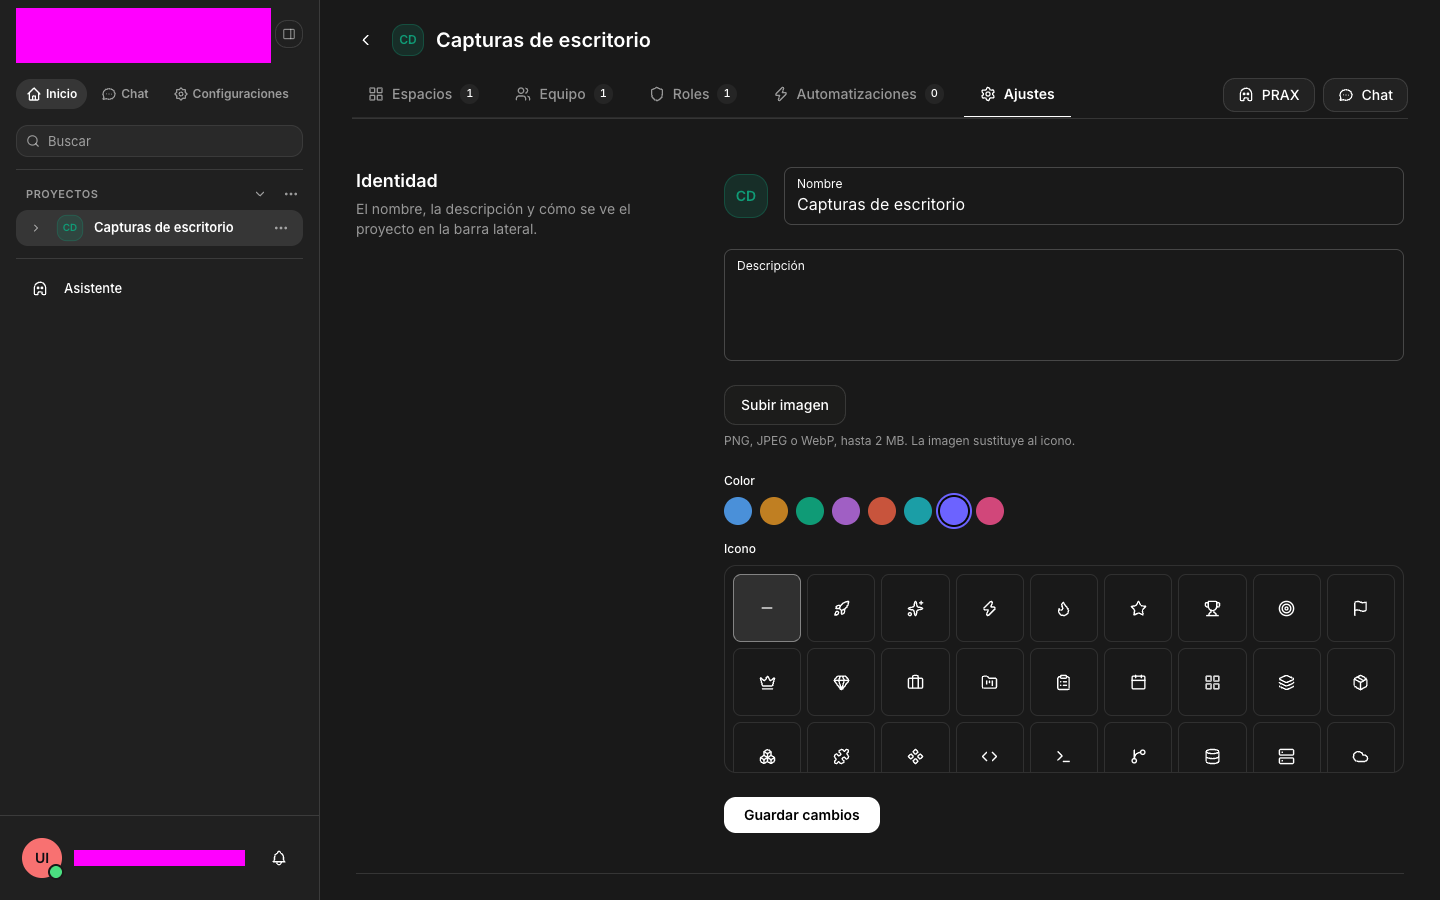 Inicio
Chat
Configuraciones
Buscar
PROYECTOS
CD
Capturas de escritorio
Asistente
UI
CD
Capturas de escritorio
Espacios 1
Equipo 1
Roles 1
Automatizaciones 0
Ajustes
PRAX
Chat
Identidad
El nombre, la descripción y cómo se ve el
proyecto en la barra lateral.
CD
Nombre
Capturas de escritorio
Descripción
Subir imagen
PNG, JPEG o WebP, hasta 2 MB. La imagen sustituye al icono.
Color
Icono
Guardar cambios